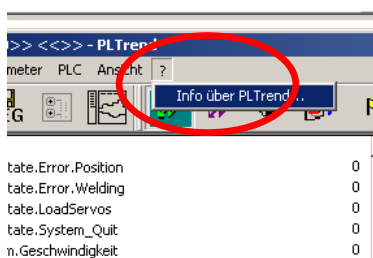 >> <<>> - PLTrend
meter PLC Ansicht ?
Info über PLTrend...
EG
tate.Error.Position 0
tate.Error.Welding 0
tate.LoadServos 0
tate.System_Quit 0
n.Geschwindigkeit 0